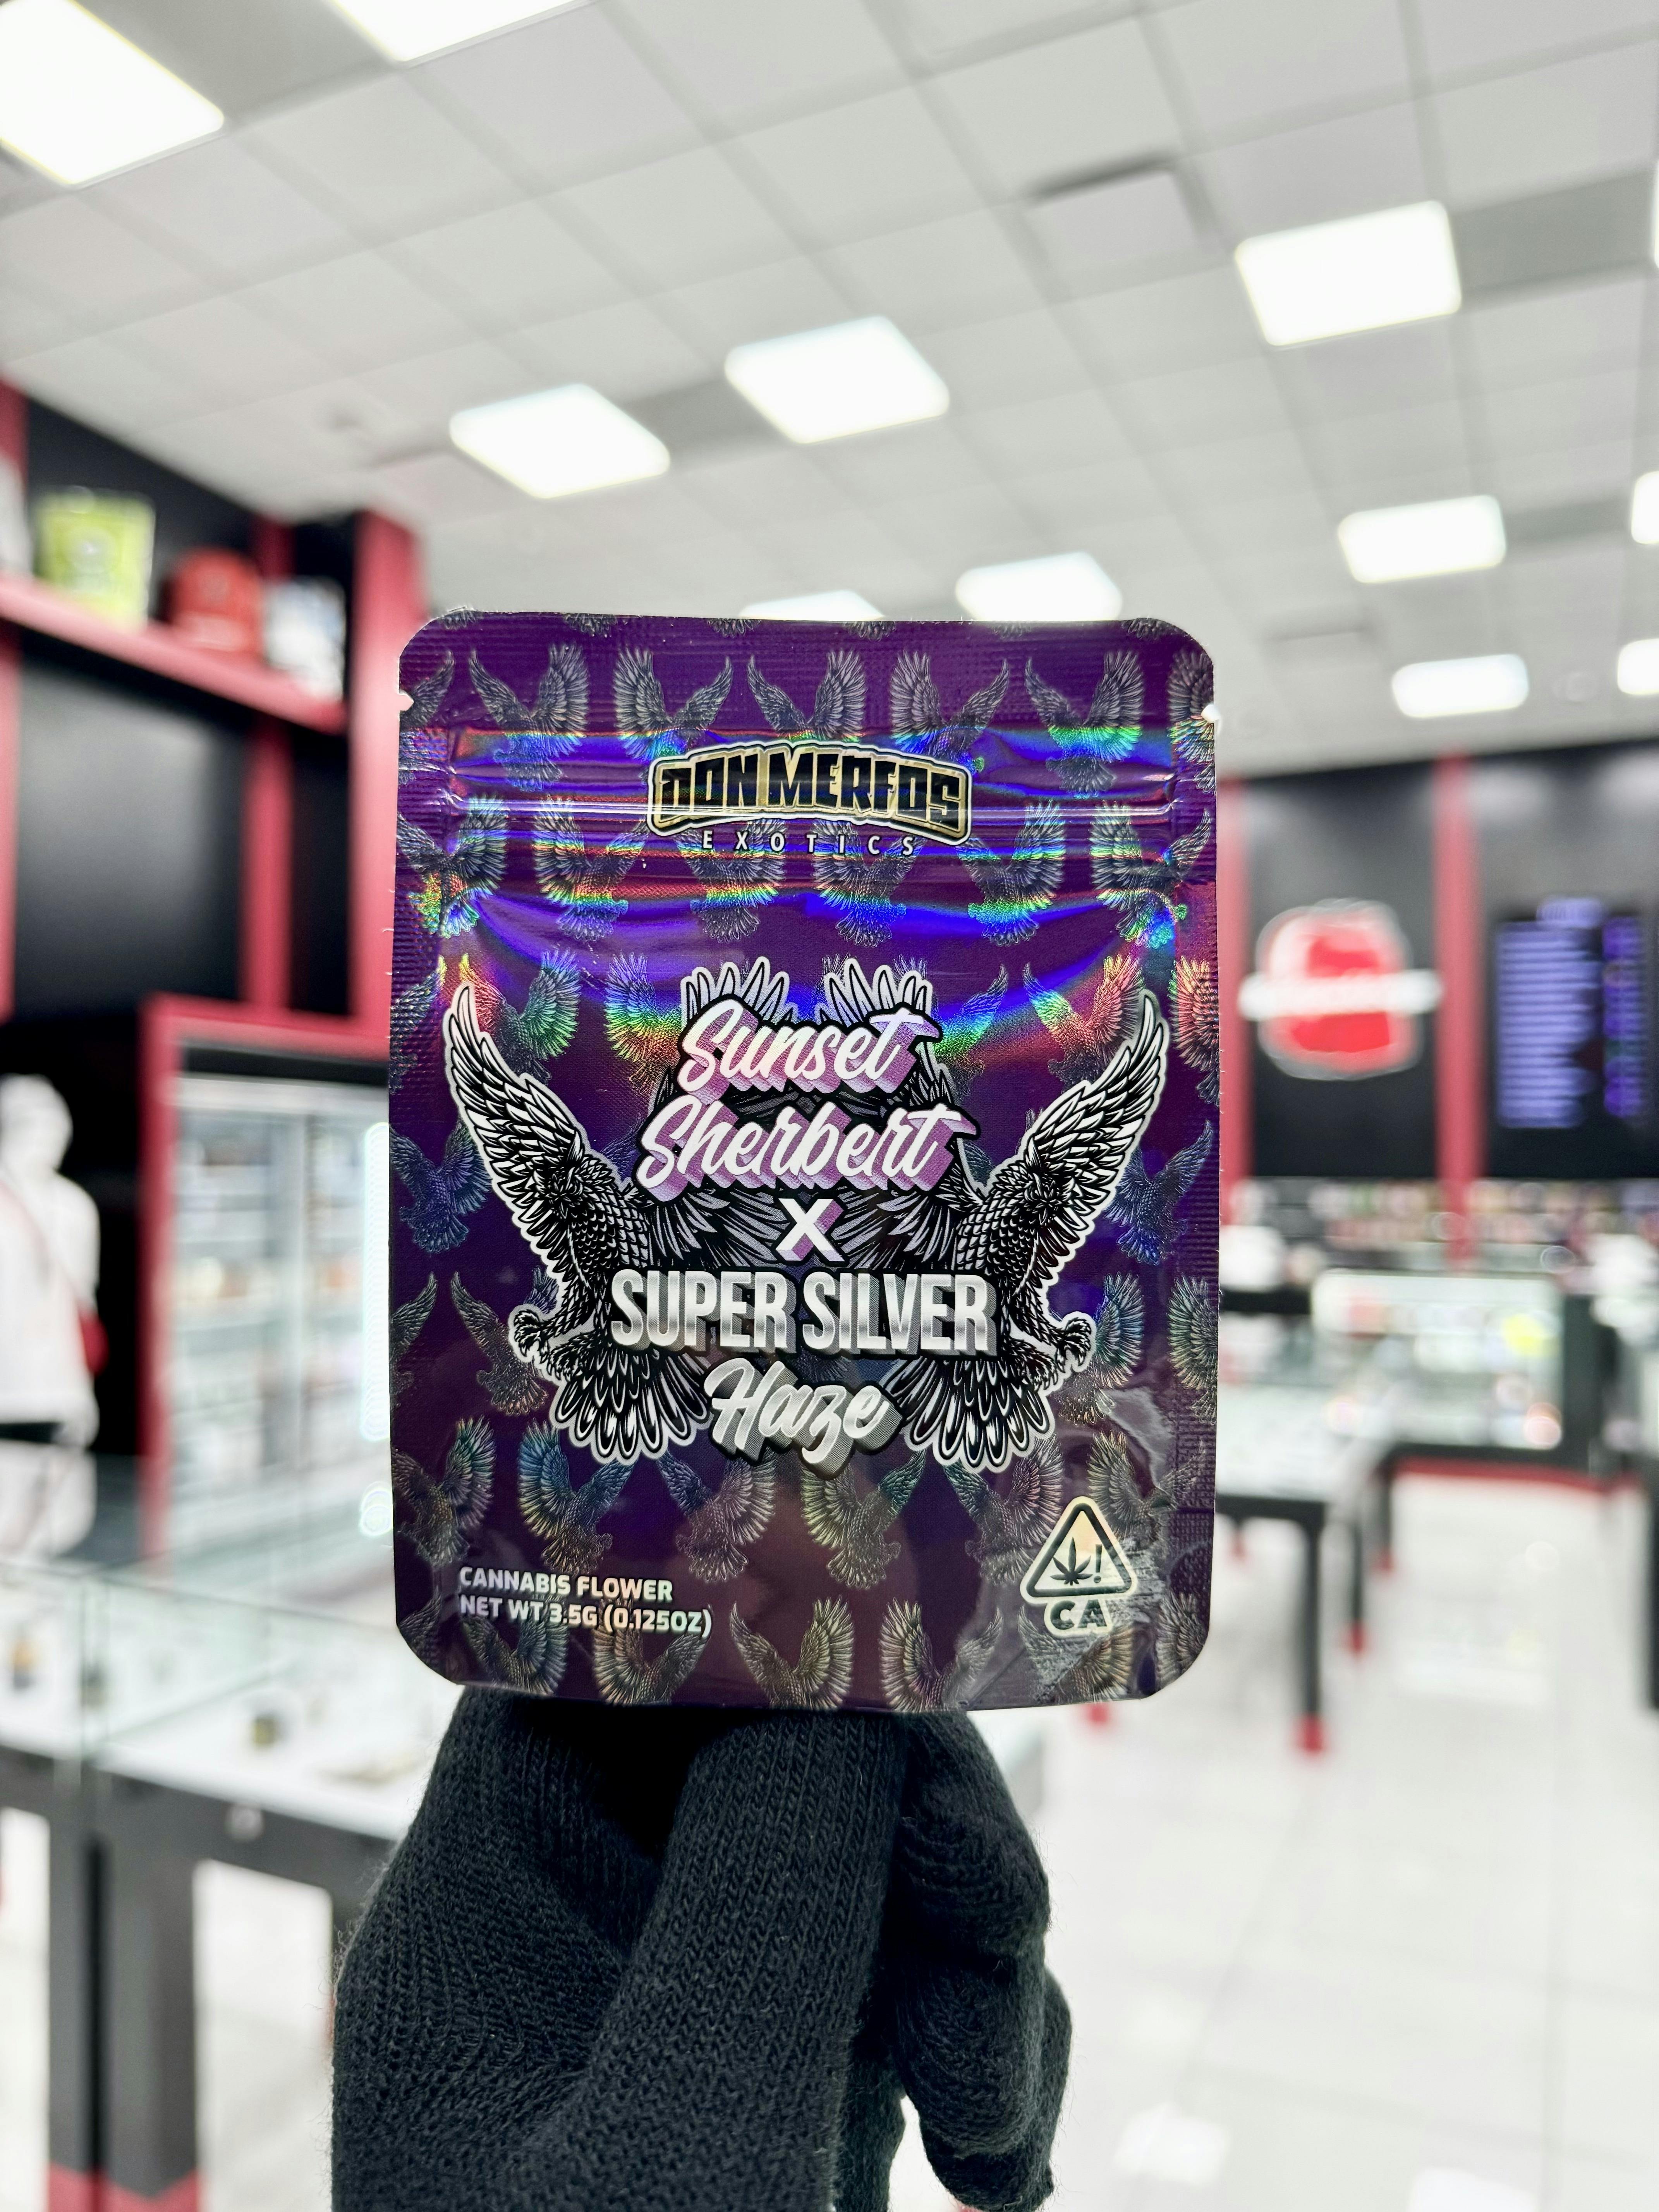 DON MERFOS
EXOTICS
Sunset
Sherbert
X
SUPER SILVER
Haze
CANNABIS FLOWER
NET WT 3.5G (0.125OZ)
!
CA